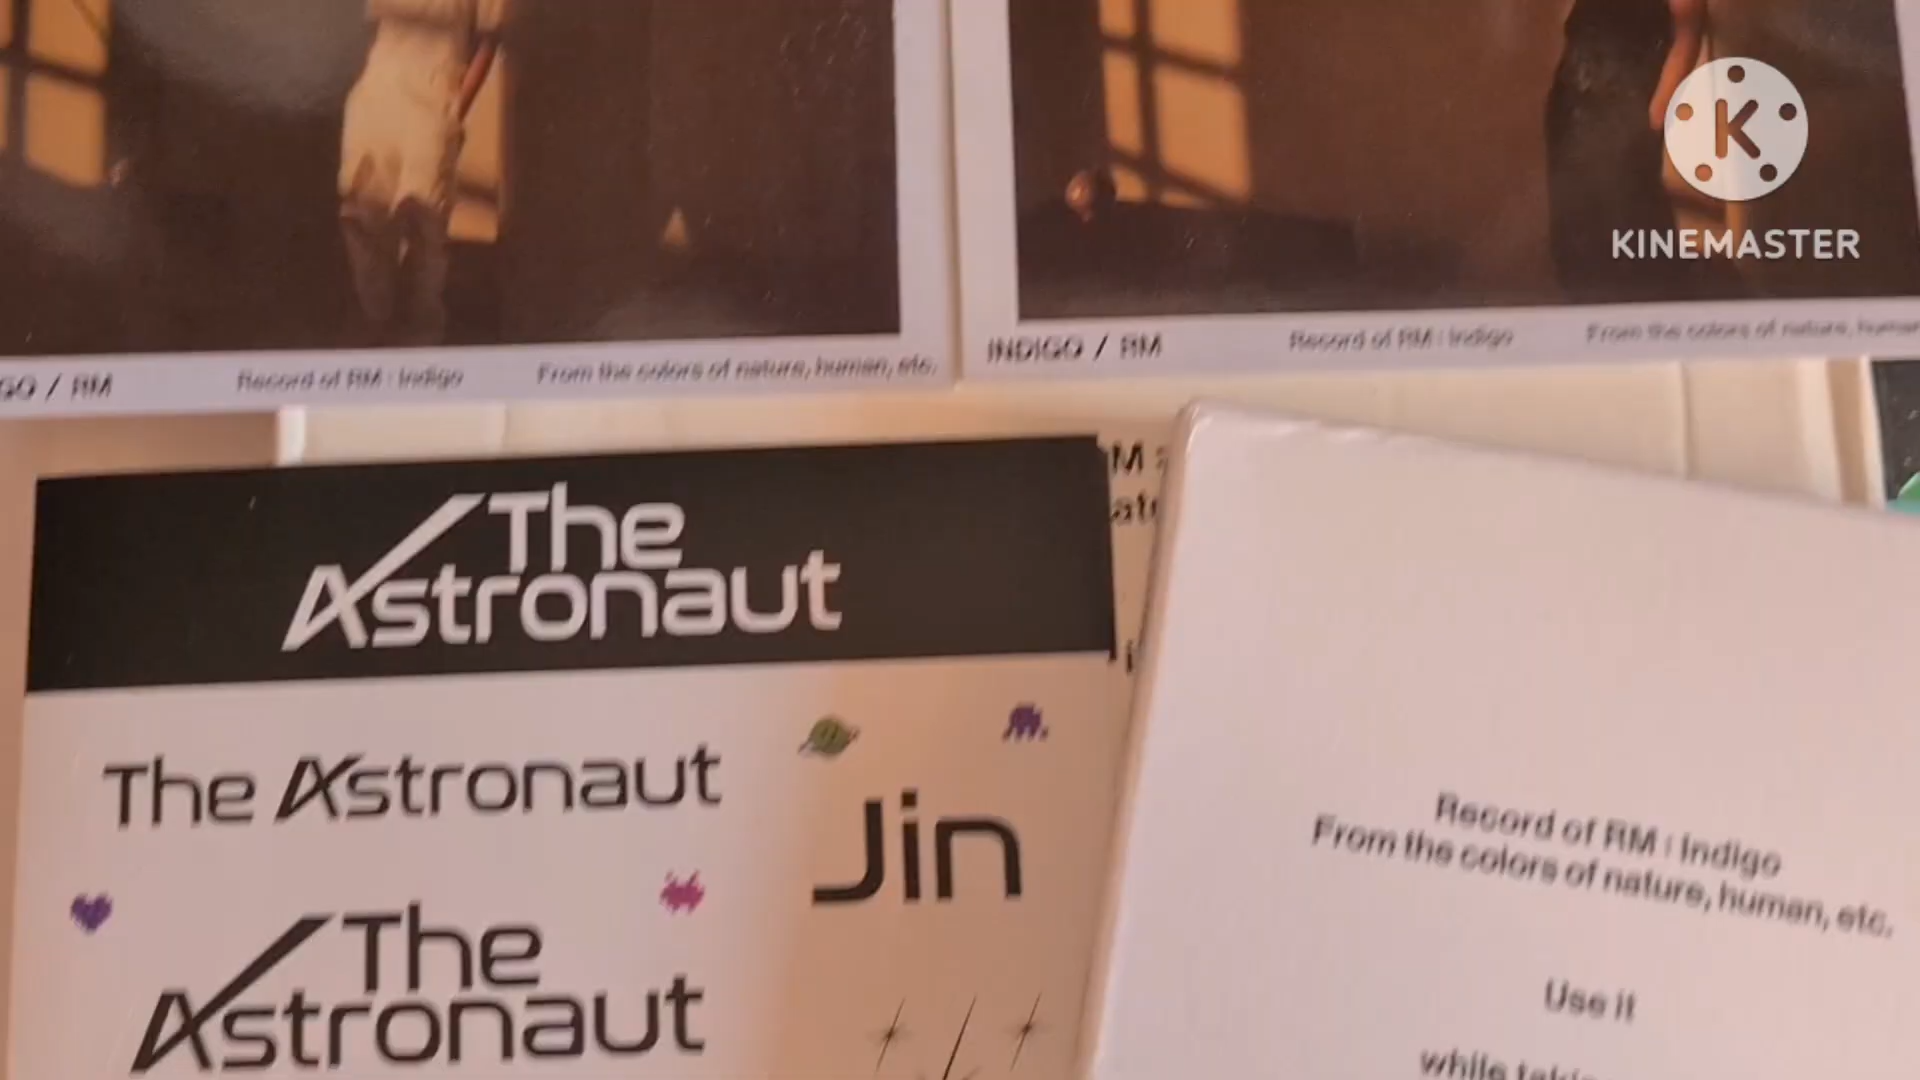 K
KINEMASTER
GO / RM Record of RM : Indigo From the colors of nature, human, etc.
INDIGO / RM Record of RM : Indigo From the colors of nature, human
The
Astronaut
The Astronaut
Jin
The
Astronaut
Record of RM : Indigo
From the colors of nature, human, etc.
Use it
while